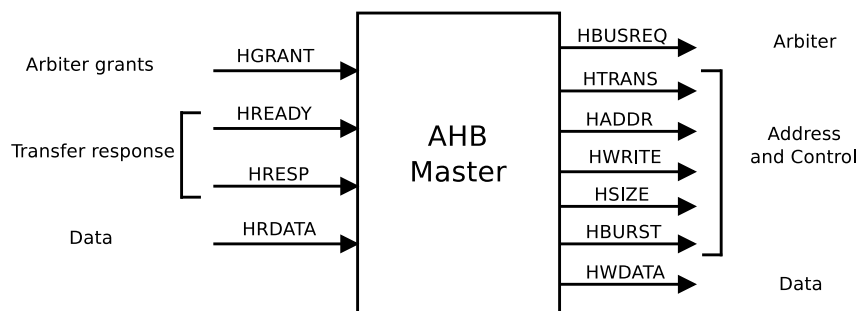 Arbiter grants
HGRANT
Transfer response
HREADY
HRESP
Data
HRDATA
AHB
Master
HBUSREQ
Arbiter
HTRANS
HADDR
HWRITE
HSIZE
HBURST
Address
and Control
HWDATA
Data